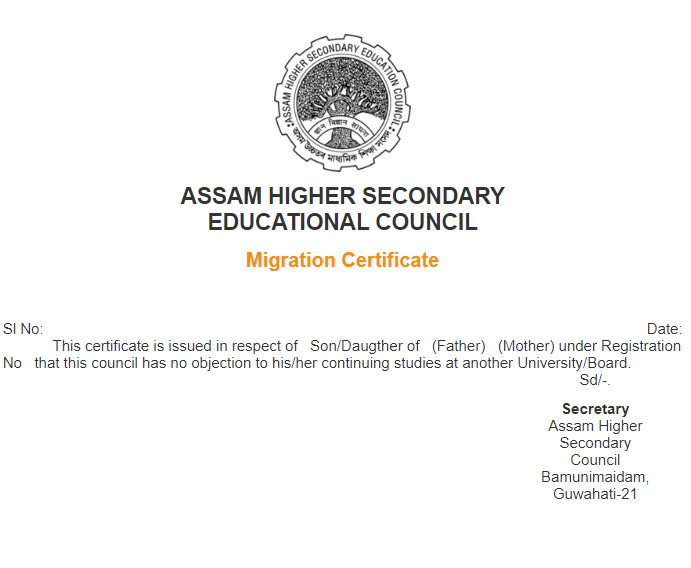 ASSAM HIGHER SECONDARY EDUCATION COUNCIL
জ্ঞান বিজ্ঞান সাধনা
অসম উচ্চতৰ মাধ্যমিক শিক্ষা সংসদ
ASSAM HIGHER SECONDARY
EDUCATIONAL COUNCIL
Migration Certificate
Sl No: Date:
This certificate is issued in respect of Son/Daugther of (Father) (Mother) under Registration
No that this council has no objection to his/her continuing studies at another University/Board.
Sd/-.
Secretary
Assam Higher
Secondary
Council
Bamunimaidam,
Guwahati-21